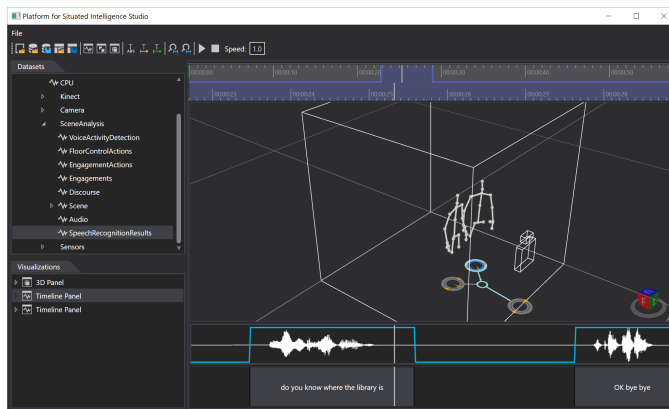 Platform for Situated Intelligence Studio
File
Speed: 1.0
Datasets
CPU
Kinect
Camera
SceneAnalysis
VoiceActivityDetection
FloorControlActions
EngagementActions
Engagements
Discourse
Scene
Audio
SpeechRecognitionResults
Sensors
Visualizations
3D Panel
Timeline Panel
Timeline Panel
00:00:00 00:00:10 00:00:20 00:00:30 00:00:40 00:00:50
00:00:23 00:00:24 00:00:25 00:00:26 00:00:27 00:00:28
do you know where the library is
OK bye bye